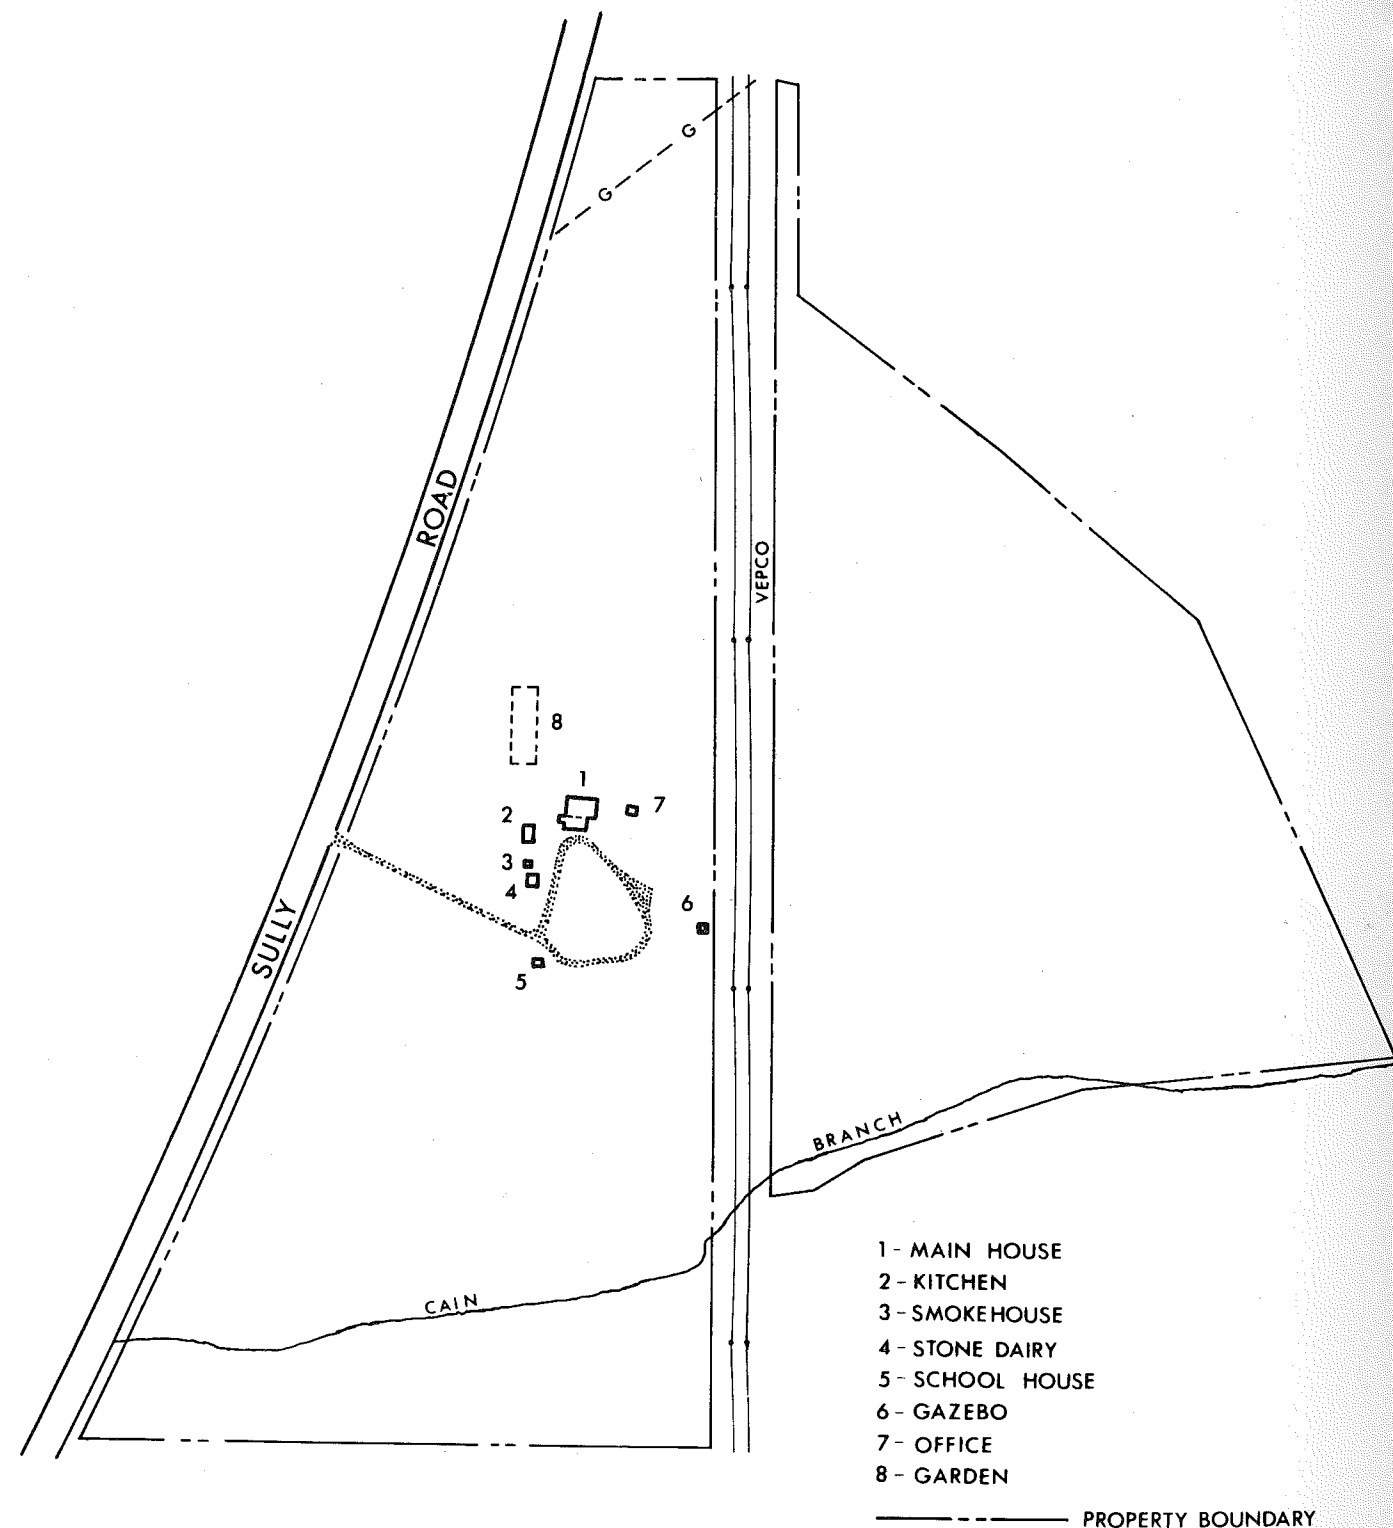 G
G
ROAD
VEPCO
8
1
7
2
3
4
6
SULLY
5
BRANCH
CAIN
1 - MAIN HOUSE
2 - KITCHEN
3 - SMOKEHOUSE
4 - STONE DAIRY
5 - SCHOOL HOUSE
6 - GAZEBO
7 - OFFICE
8 - GARDEN
PROPERTY BOUNDARY